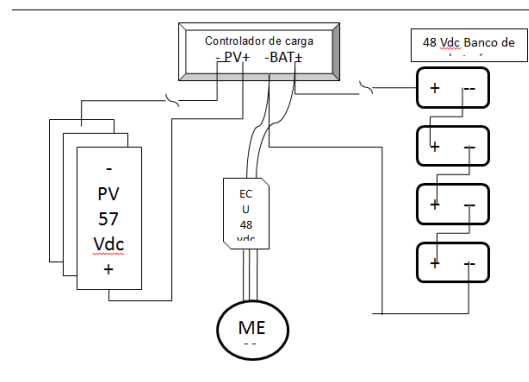 Controlador de carga
- PV+ -BAT+
48 Vdc Banco de
+ --
+ --
+ --
+ --
-
PV
57
Vdc
+
EC
U
48
vdc
ME
--